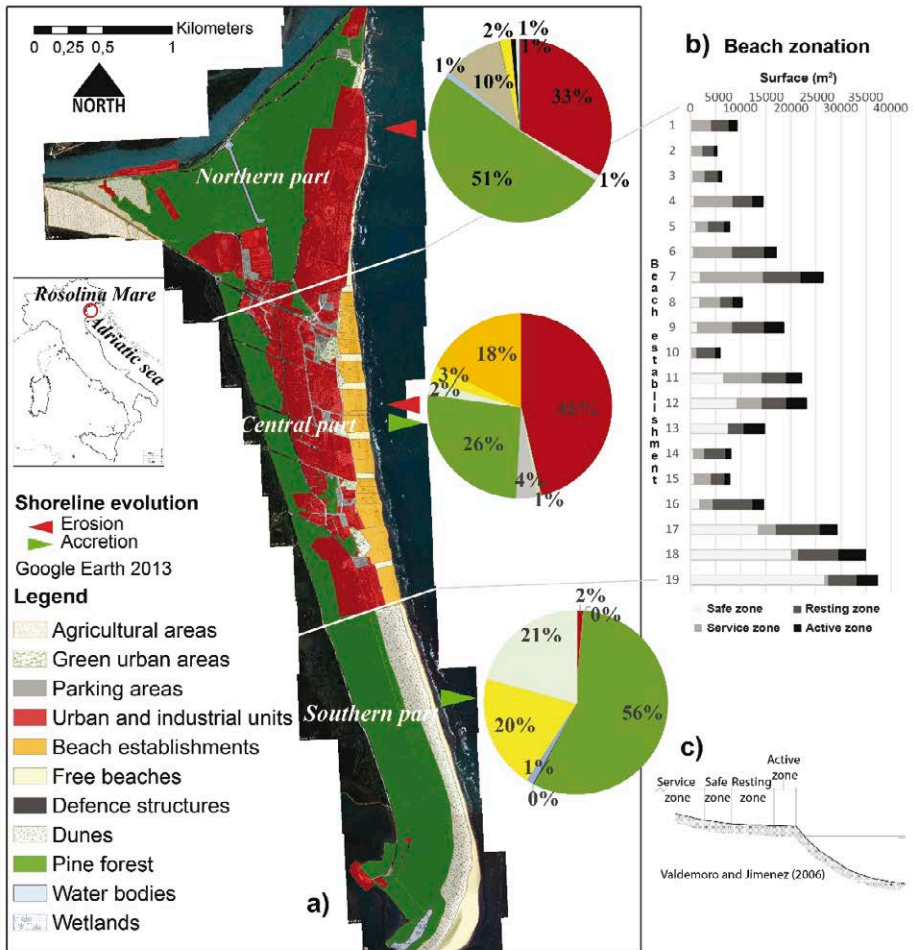 Kilometers
0 0,25 0,5 1
NORTH
Northern part
1%
2%
1%
1%
10%
33%
51%
1%
Rosolina Mare
Adriatic sea
Central part
18%
3%
2%
26%
4%
1%
Shoreline evolution
Erosion
Accretion
Google Earth 2013
Legend
Agricultural areas
Green urban areas
Parking areas
Urban and industrial units
Beach establishments
Free beaches
Defence structures
Dunes
Pine forest
Water bodies
Wetlands
Southern part
2%
0%
21%
20%
56%
1%
0%
a)
b) Beach zonation
Surface (m²)
0 5000 10000 15000 20000 25000 30000 35000 40000
Beach establishment
1
2
3
4
5
6
7
8
9
10
11
12
13
14
15
16
17
18
19
Safe zone
Resting zone
Service zone
Active zone
c)
Active
zone
Service
zone
Safe
zone
Resting
zone
Valdemoro and Jimenez (2006)